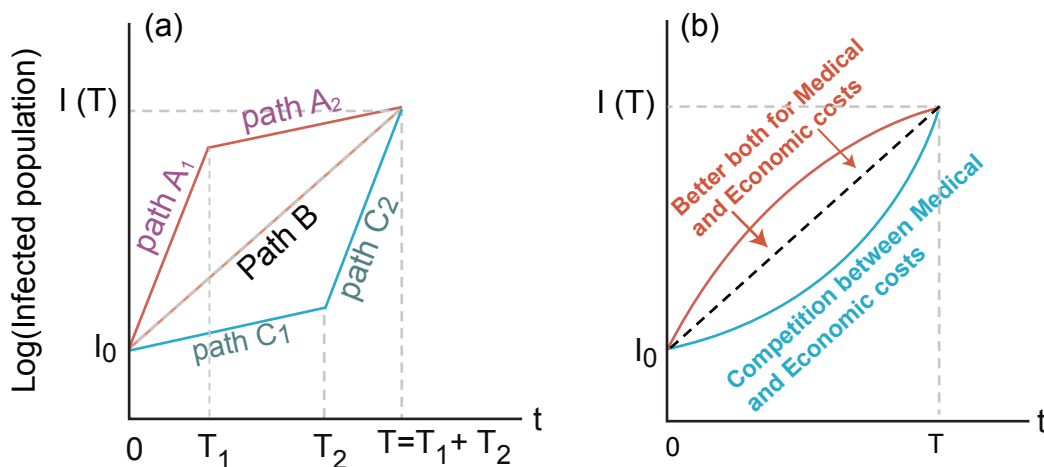 (a)
Log(Infected population)
I (T)
I0
path A1
path A2
Path B
path C1
path C2
0
T1
T2
T=T1+ T2
t
(b)
I (T)
I0
Better both for Medical
and Economic costs
Competition between Medical
and Economic costs
0
T
t